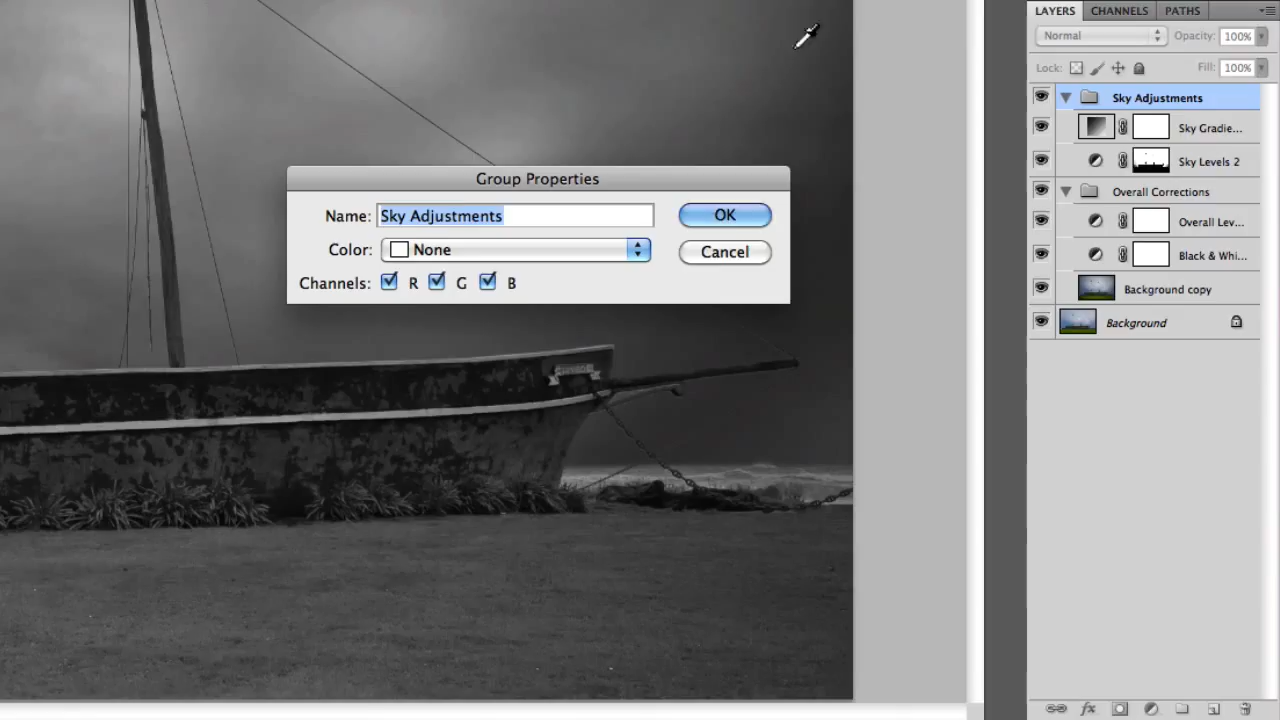 LAYERS CHANNELS PATHS
Normal Opacity: 100%
Lock: Fill: 100%
Sky Adjustments
Sky Gradie...
Sky Levels 2
Overall Corrections
Overall Lev...
Black & Whi...
Background copy
Background
fx
Group Properties
Name: Sky Adjustments OK
Color: None Cancel
Channels: R G B